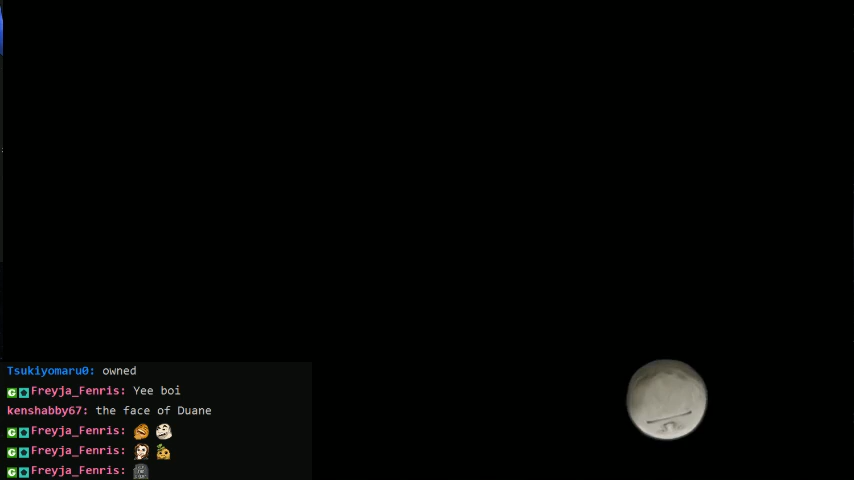 Tsukiyomaru0: owned
G Freyja_Fenris: Yee boi
kenshabby67: the face of Duane
G Freyja_Fenris:
G Freyja_Fenris:
G Freyja_Fenris: